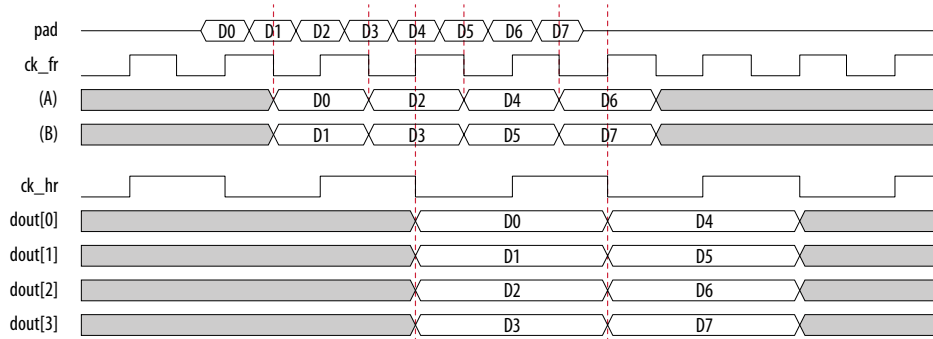 pad D0 D1 D2 D3 D4 D5 D6 D7
ck_fr
(A) D0 D2 D4 D6
(B) D1 D3 D5 D7
ck_hr
dout[0] D0 D4
dout[1] D1 D5
dout[2] D2 D6
dout[3] D3 D7